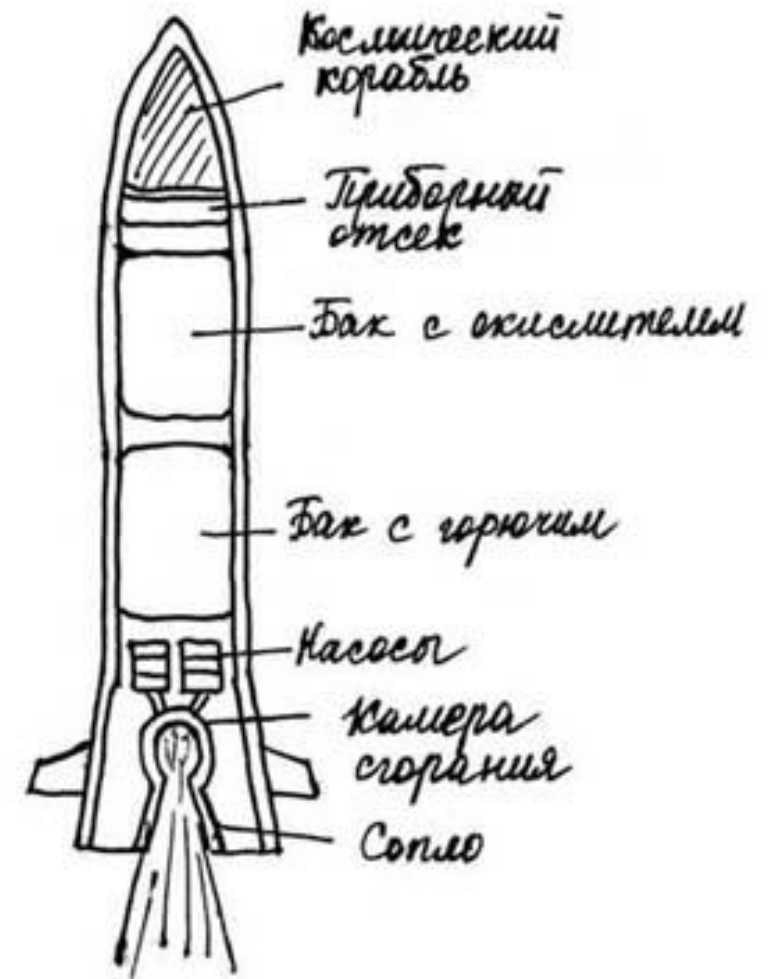 Космический
корабль
Приборный
отсек
Бак с окислителем
Бак с горючим
Насосы
Камера
сгорания
Сопло